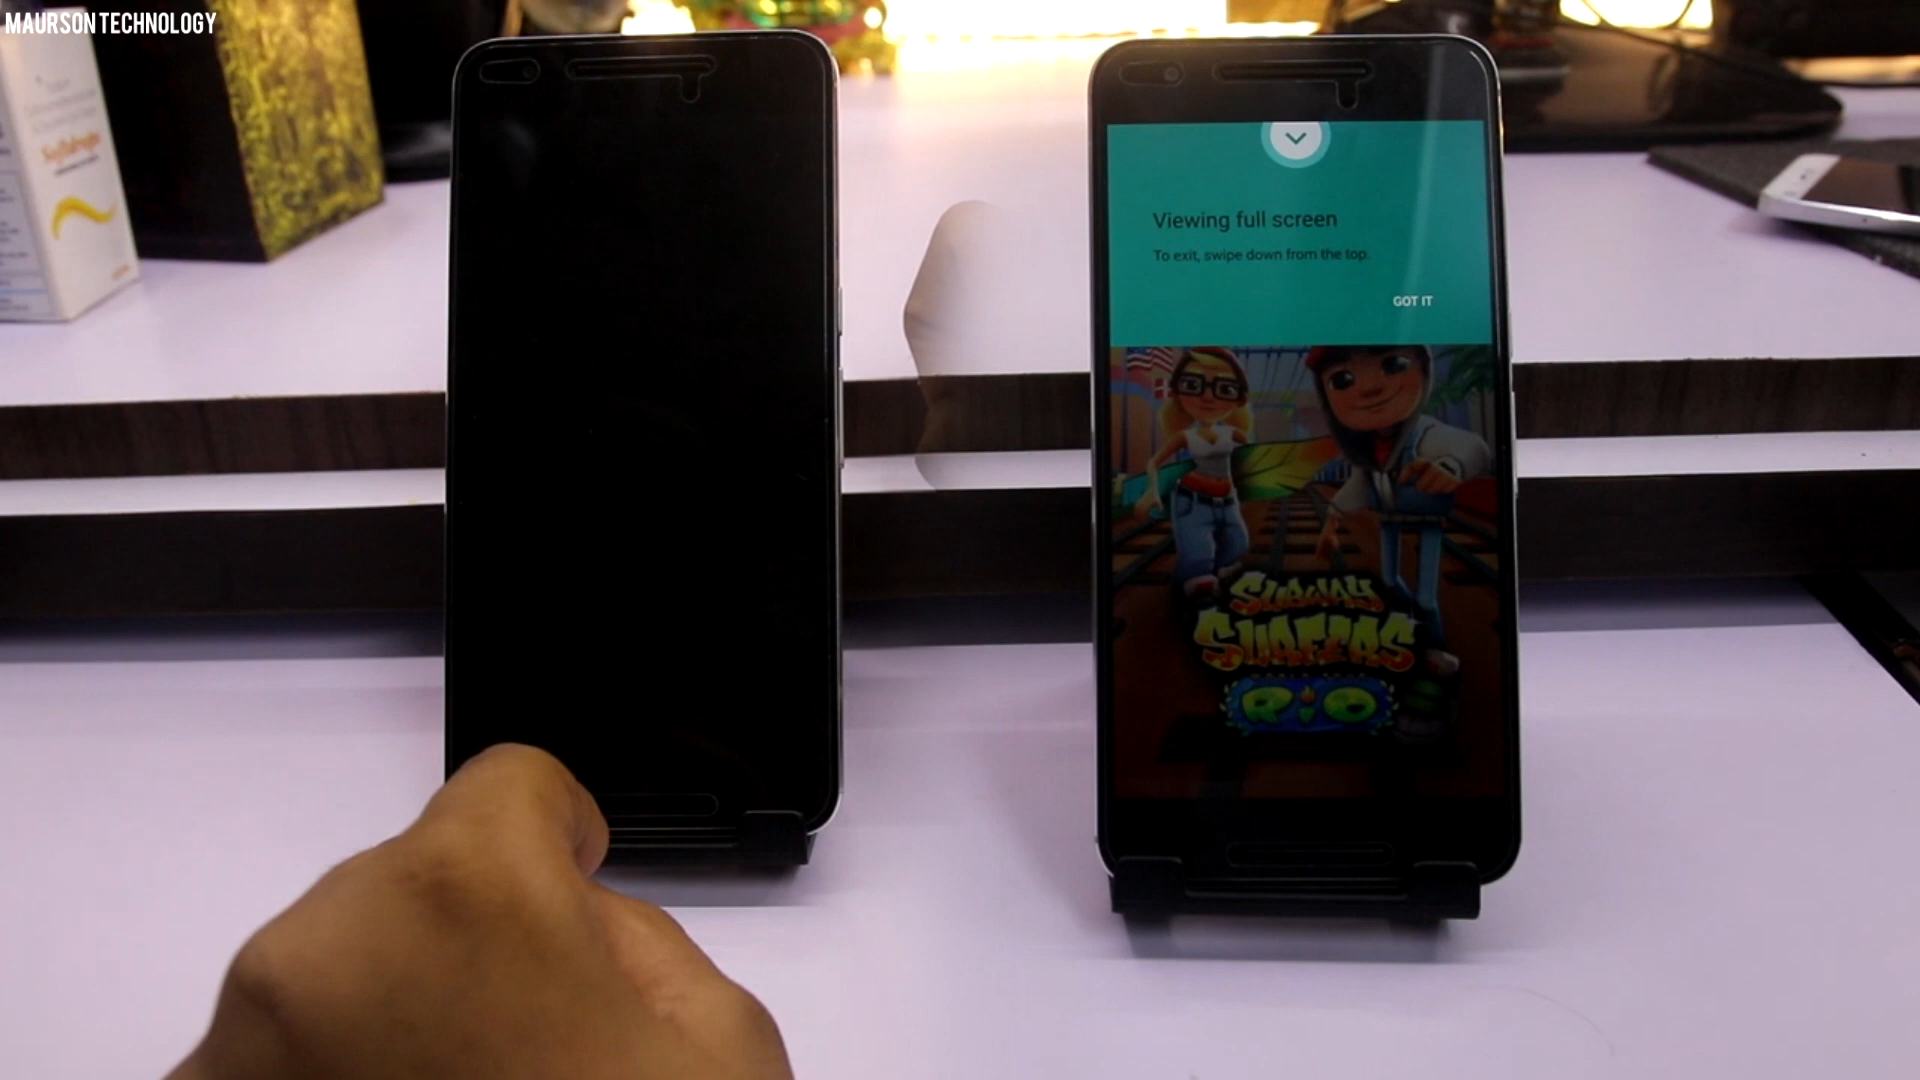 MAURSON TECHNOLOGY
Viewing full screen
To exit, swipe down from the top.
GOT IT
SUBWAY
SURFERS
RIO